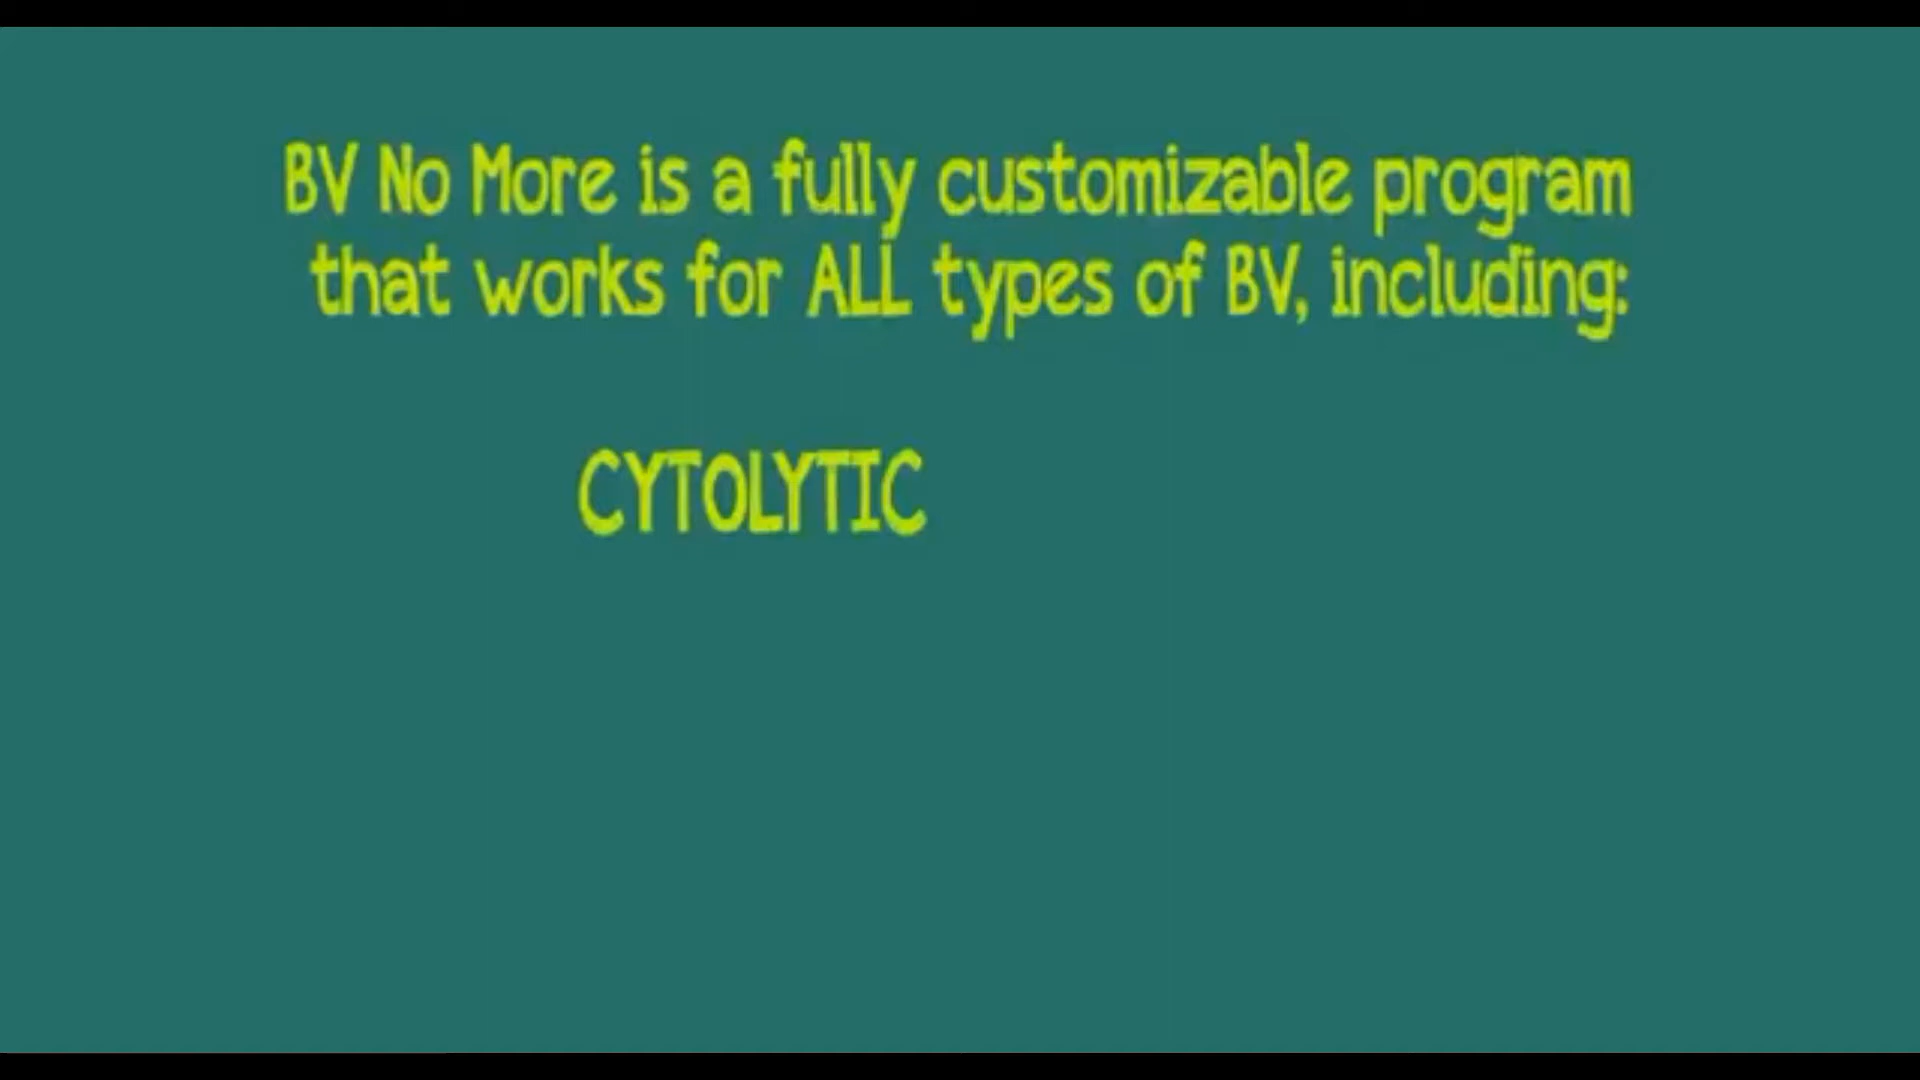 BV No More is a fully customizable program
that works for ALL types of BV, including:
CYTOLYTIC